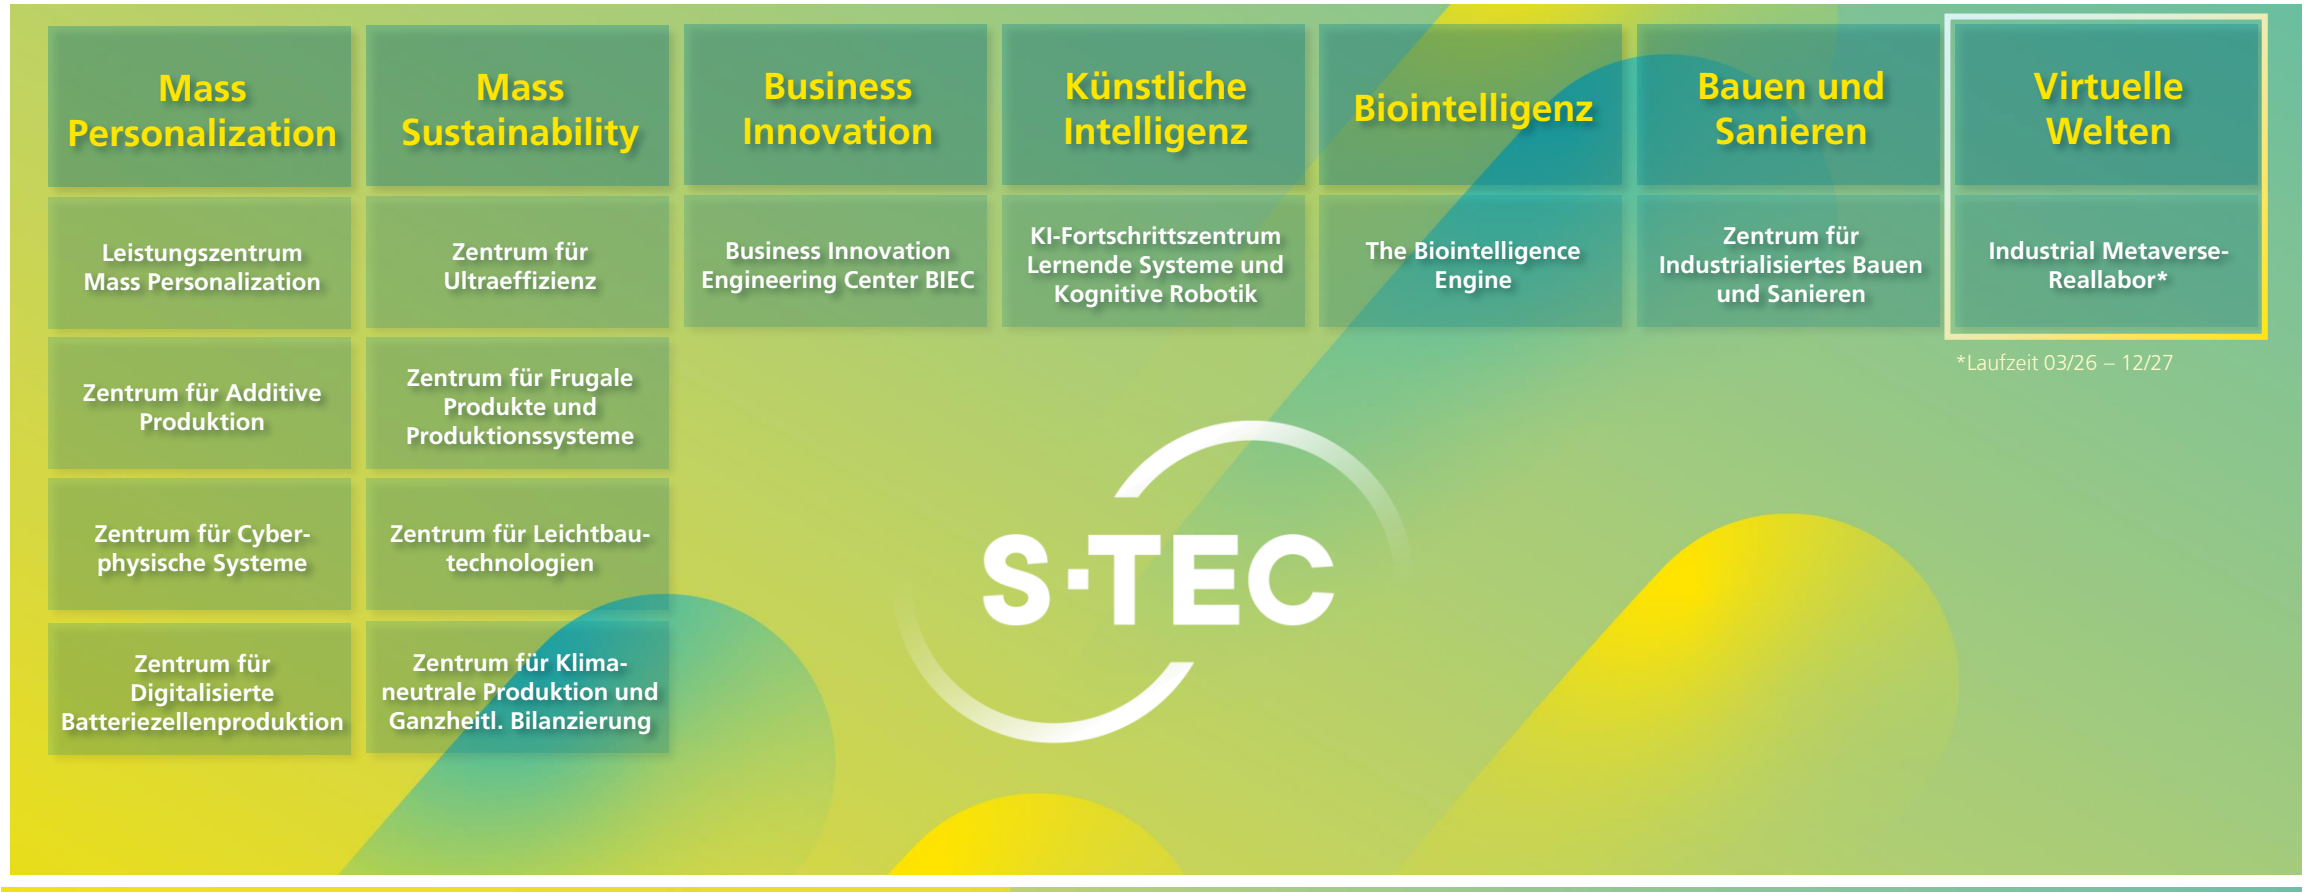 Mass
Personalization
Leistungszentrum
Mass Personalization
Zentrum für Additive
Produktion
Zentrum für Cyber-
physische Systeme
Zentrum für
Digitalisierte
Batteriezellenproduktion
Mass
Sustainability
Zentrum für
Ultraeffizienz
Zentrum für Frugale
Produkte und
Produktionssysteme
Zentrum für Leichtbau-
technologien
Zentrum für Klima-
neutrale Produktion und
Ganzheitl. Bilanzierung
Business
Innovation
Business Innovation
Engineering Center BIEC
Künstliche
Intelligenz
KI-Fortschrittszentrum
Lernende Systeme und
Kognitive Robotik
Biointelligenz
The Biointelligence
Engine
Bauen und
Sanieren
Zentrum für
Industrialisiertes Bauen
und Sanieren
Virtuelle
Welten
Industrial Metaverse-
Reallabor*
*Laufzeit 03/26 – 12/27
S·TEC